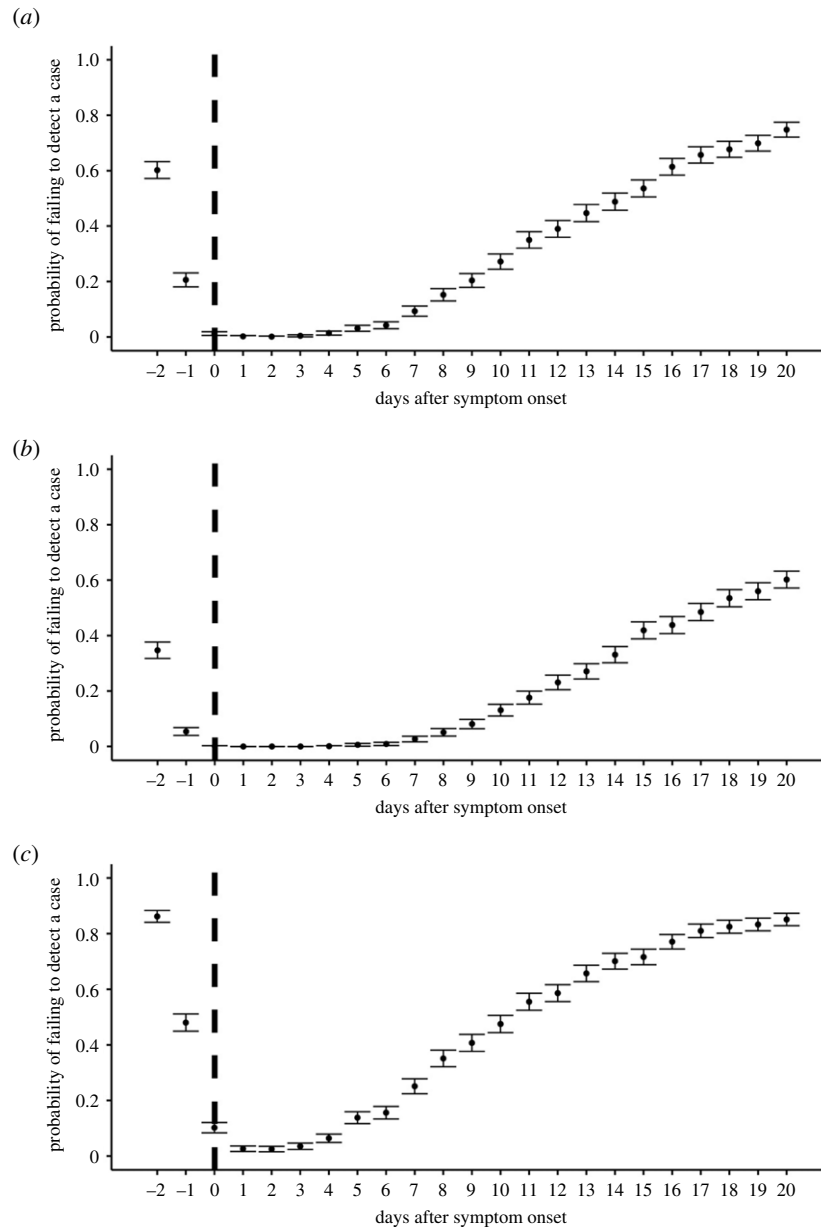 (a)
probability of failing to detect a case
1.0
0.8
0.6
0.4
0.2
0
–2 –1 0 1 2 3 4 5 6 7 8 9 10 11 12 13 14 15 16 17 18 19 20
days after symptom onset
(b)
probability of failing to detect a case
1.0
0.8
0.6
0.4
0.2
0
–2 –1 0 1 2 3 4 5 6 7 8 9 10 11 12 13 14 15 16 17 18 19 20
days after symptom onset
(c)
probability of failing to detect a case
1.0
0.8
0.6
0.4
0.2
0
–2 –1 0 1 2 3 4 5 6 7 8 9 10 11 12 13 14 15 16 17 18 19 20
days after symptom onset